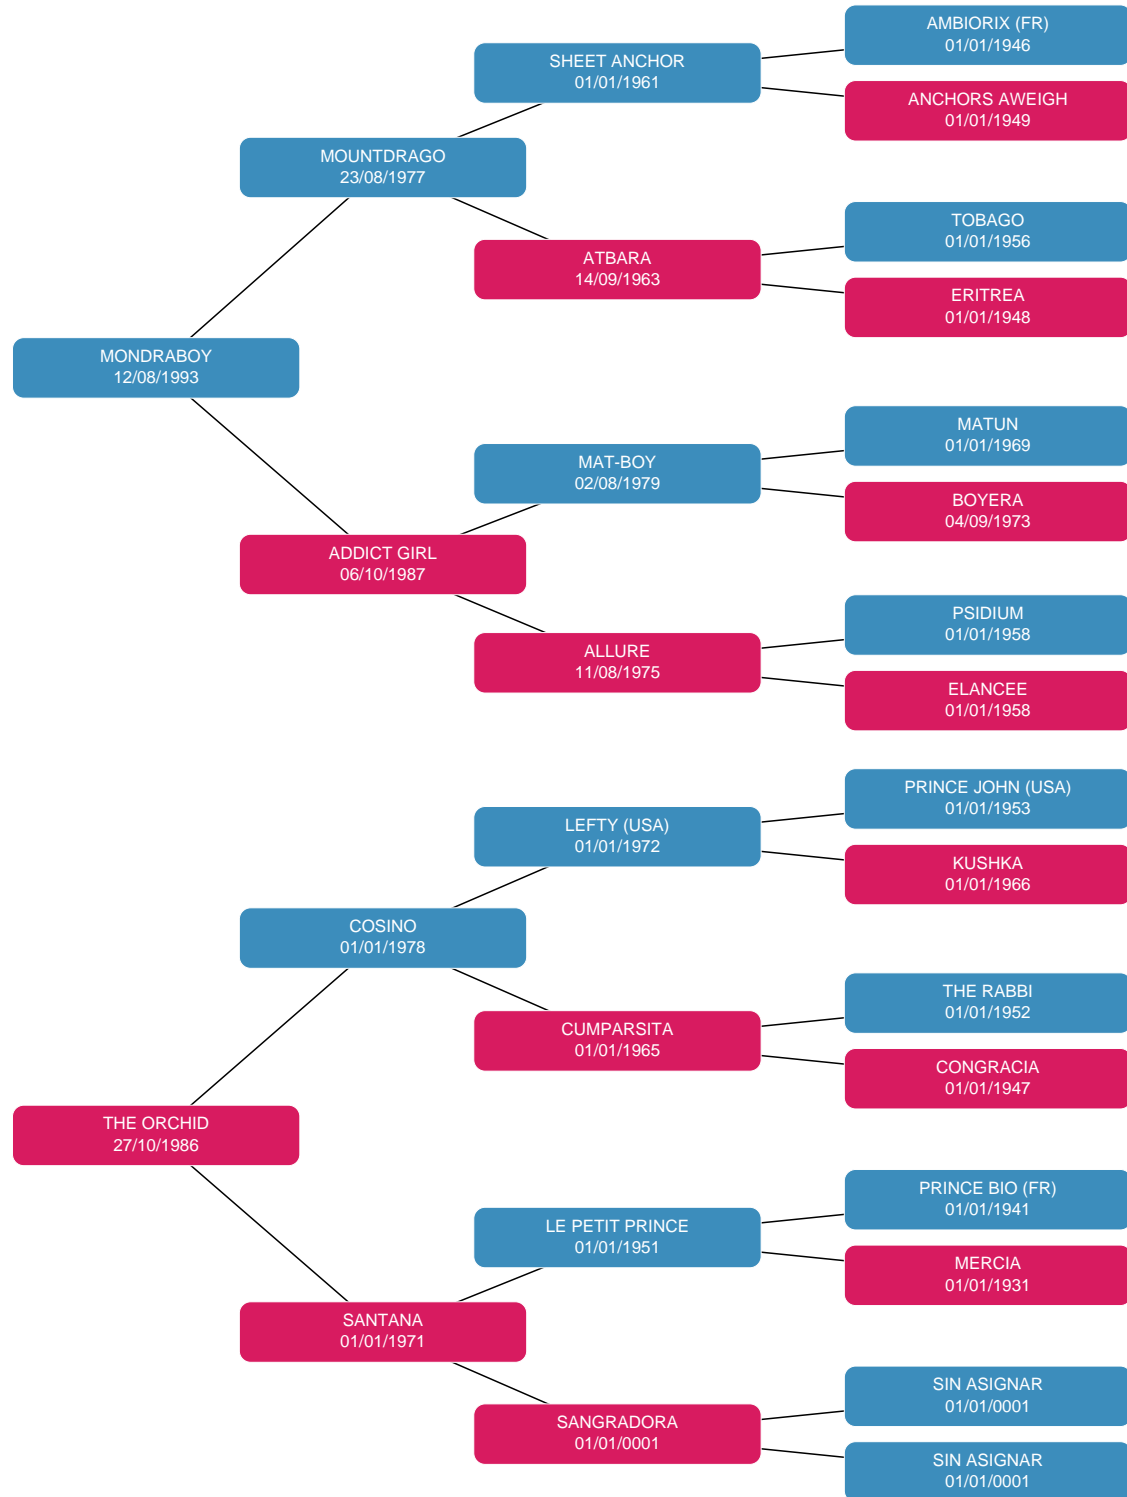 AMBIORIX (FR)
01/01/1946
SHEET ANCHOR
01/01/1961
ANCHORS AWEIGH
01/01/1949
MOUNTDRAGO
23/08/1977
TOBAGO
01/01/1956
ATBARA
14/09/1963
ERITREA
01/01/1948
MONDRABOY
12/08/1993
MATUN
01/01/1969
MAT-BOY
02/08/1979
BOYERA
04/09/1973
ADDICT GIRL
06/10/1987
PSIDIUM
01/01/1958
ALLURE
11/08/1975
ELANCEE
01/01/1958
PRINCE JOHN (USA)
01/01/1953
LEFTY (USA)
01/01/1972
KUSHKA
01/01/1966
COSINO
01/01/1978
THE RABBI
01/01/1952
CUMPARSITA
01/01/1965
CONGRACIA
01/01/1947
THE ORCHID
27/10/1986
PRINCE BIO (FR)
01/01/1941
LE PETIT PRINCE
01/01/1951
MERCIA
01/01/1931
SANTANA
01/01/1971
SIN ASIGNAR
01/01/0001
SANGRADORA
01/01/0001
SIN ASIGNAR
01/01/0001